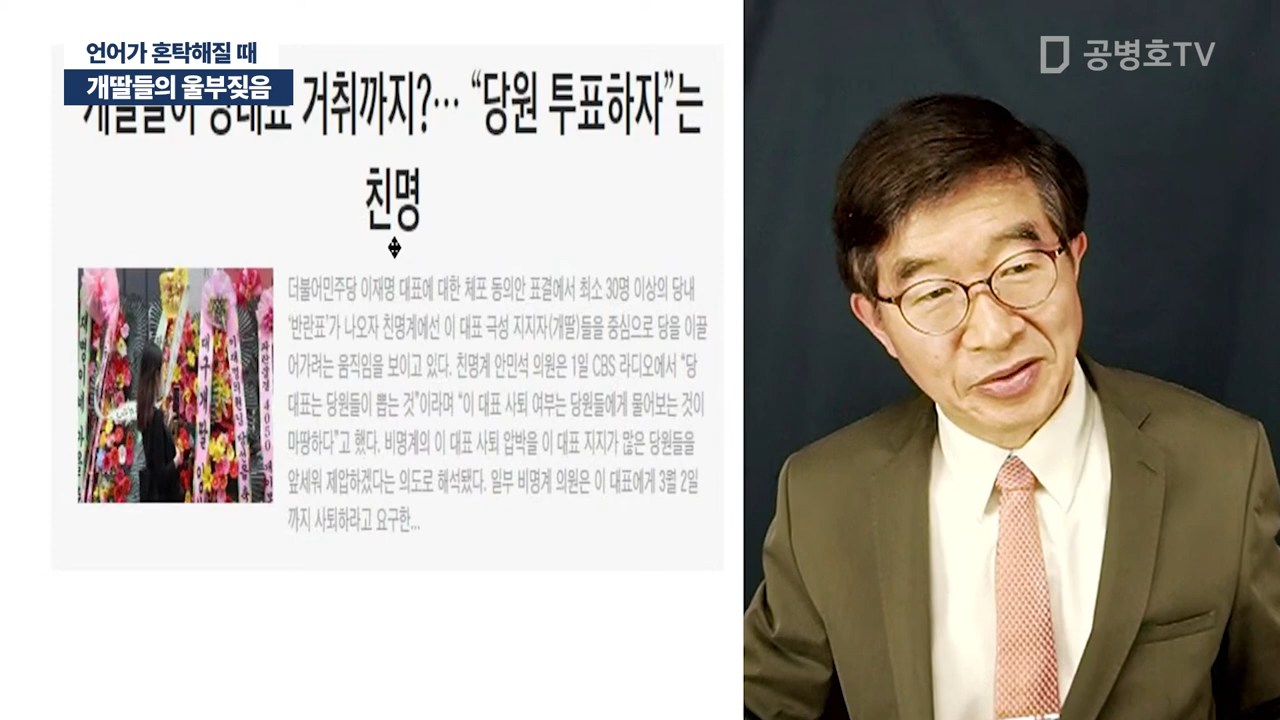 언어가 혼탁해질 때
개딸들의 울부짖음
공병호TV
개딸들이 당대표 거취까지?… “당원 투표하자”는
친명
더불어민주당 이재명 대표에 대한 체포 동의안 표결에서 최소 30명 이상의 당내
‘반란표’가 나오자 친명계에선 이 대표 극성 지지자(개딸)들을 중심으로 당을 이끌
어가려는 움직임을 보이고 있다. 친명계 안민석 의원은 1일 CBS 라디오에서 “당
대표는 당원들이 뽑는 것”이라며 “이 대표 사퇴 여부는 당원들에게 물어보는 것이
마땅하다”고 했다. 비명계의 이 대표 사퇴 압박을 이 대표 지지가 많은 당원들을
앞세워 제압하겠다는 의도로 해석됐다. 일부 비명계 의원은 이 대표에게 3월 2일
까지 사퇴하라고 요구한...